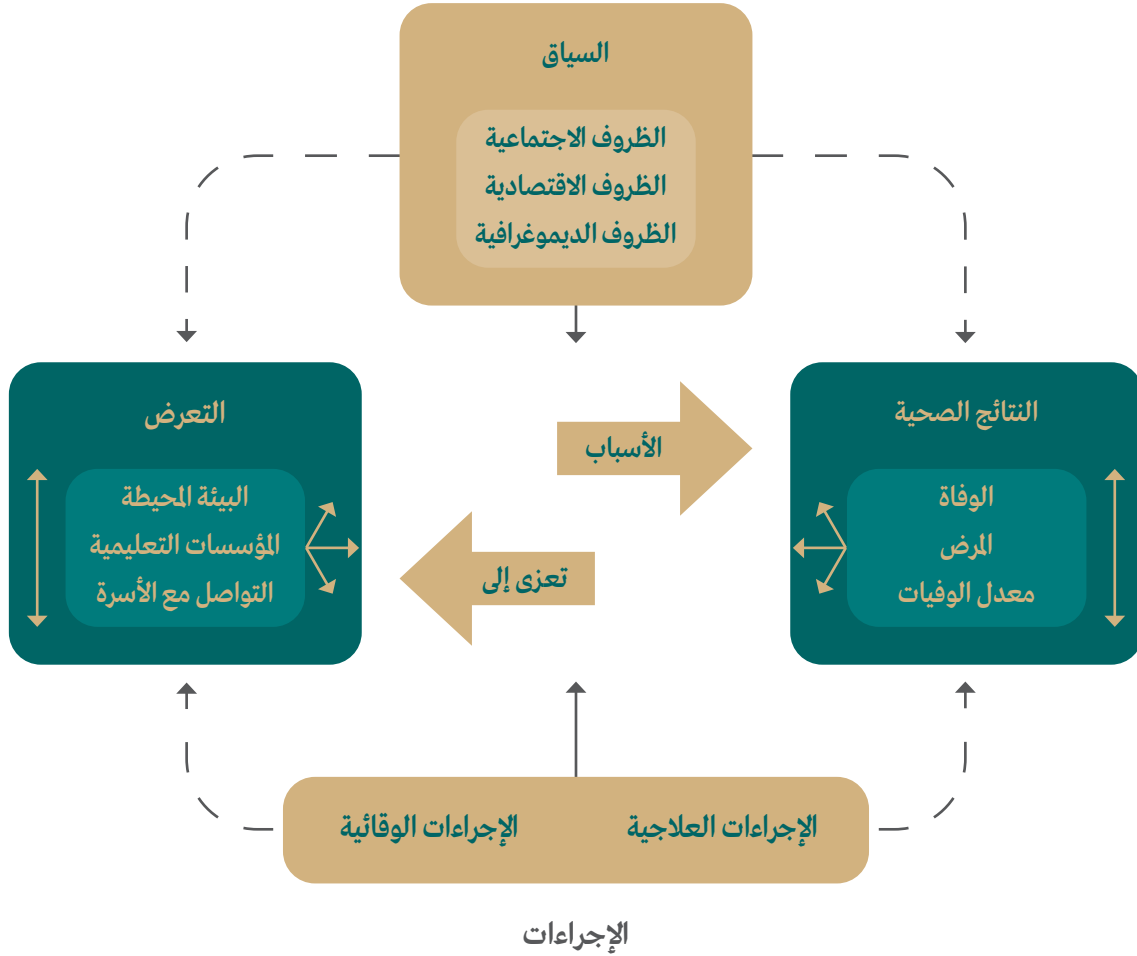 السياق
الظروف الاجتماعية
الظروف الاقتصادية
الظروف الديموغرافية
النتائج الصحية
الوفاة
المرض
معدل الوفيات
الأسباب
تعزى إلى
التعرض
البيئة المحيطة
المؤسسات التعليمية
التواصل مع الأسرة
الإجراءات العلاجية
الإجراءات الوقائية
الإجراءات